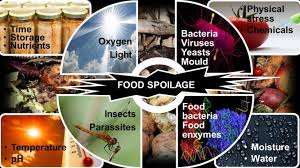 • Time
• Storage
• Nutrients
Oxygen
Light
Bacteria
Viruses
Yeasts
Mould
• Physical
stress
• Chemicals
FOOD SPOILAGE
• Temperature
• pH
Insects
Parasites
Food
bacteria
Food
enxymes
• Moisture
• Water